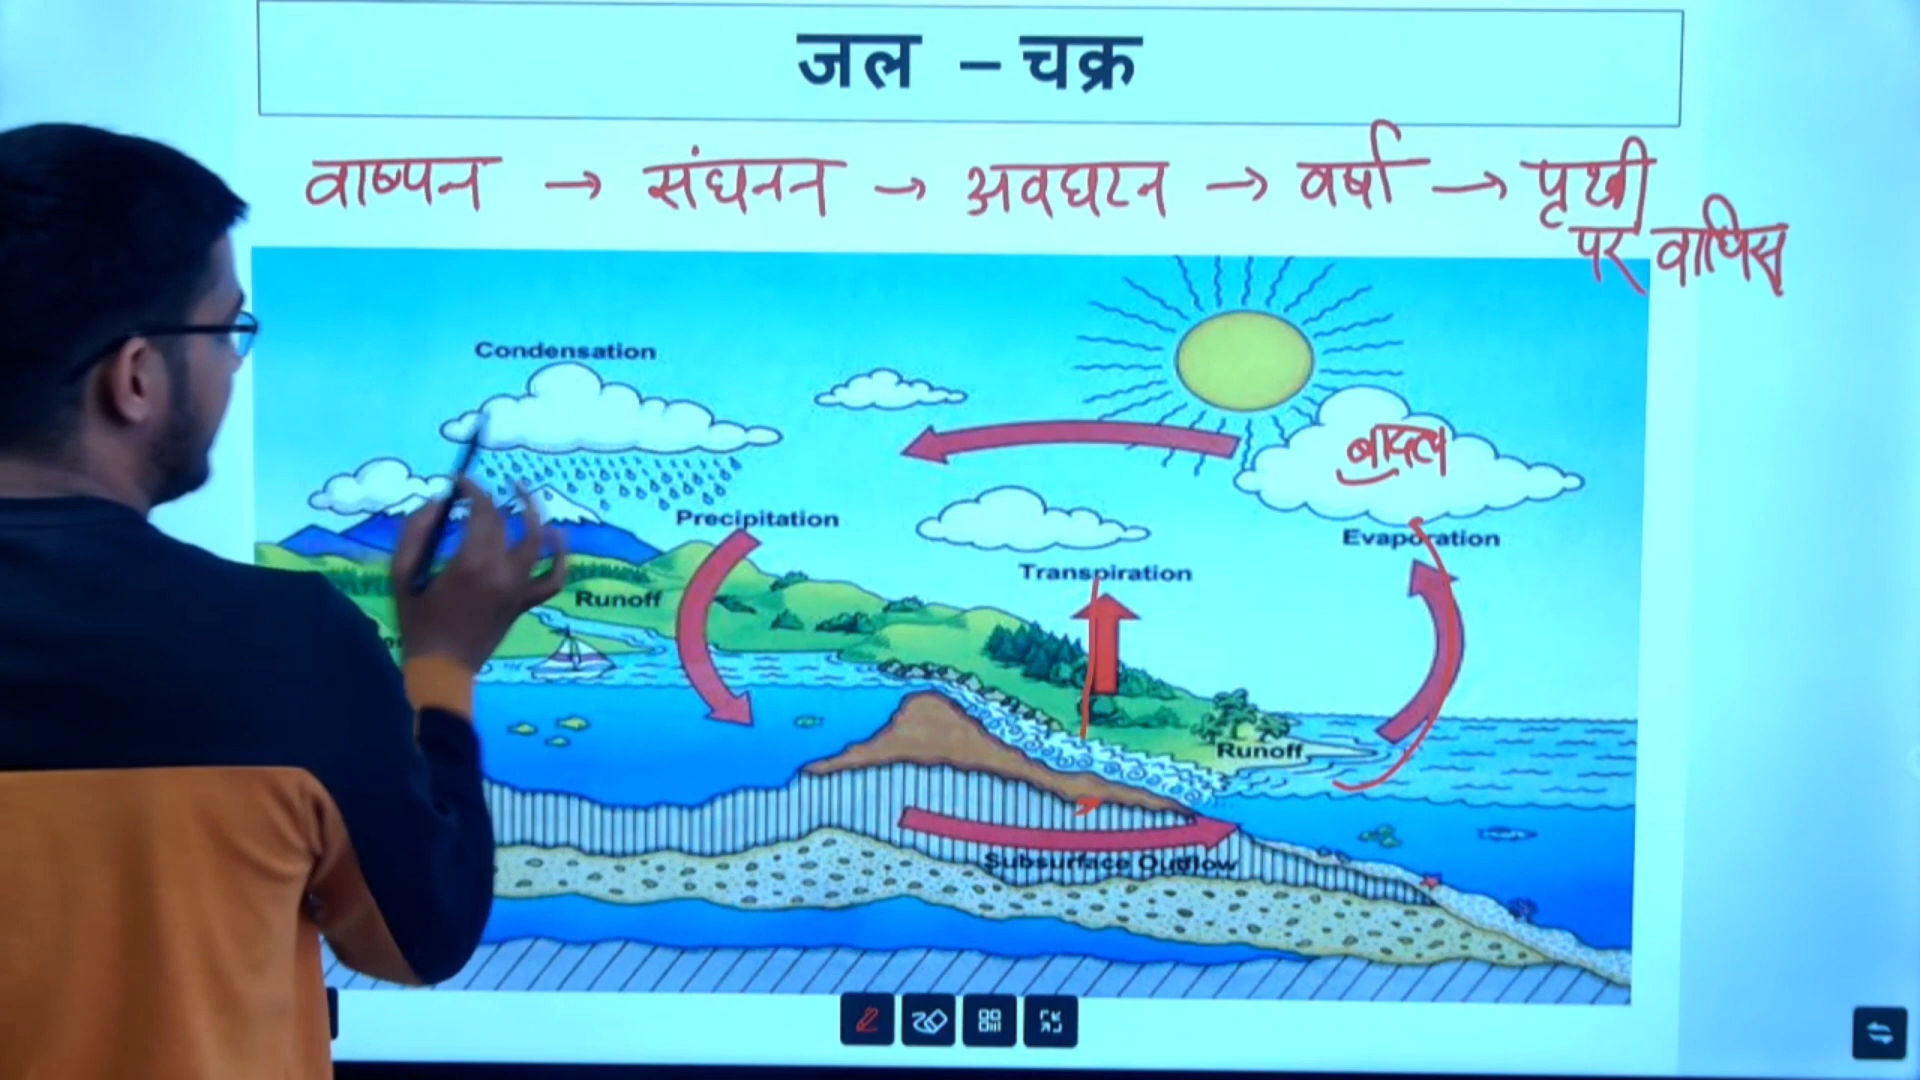 जल – चक्र
वाष्पन → संघनन → अवघटन → वर्षा → पृथ्वी
पर वापिस
Condensation
बादल
Precipitation
Evaporation
Transpiration
Runoff
Runoff
Subsurface Outflow